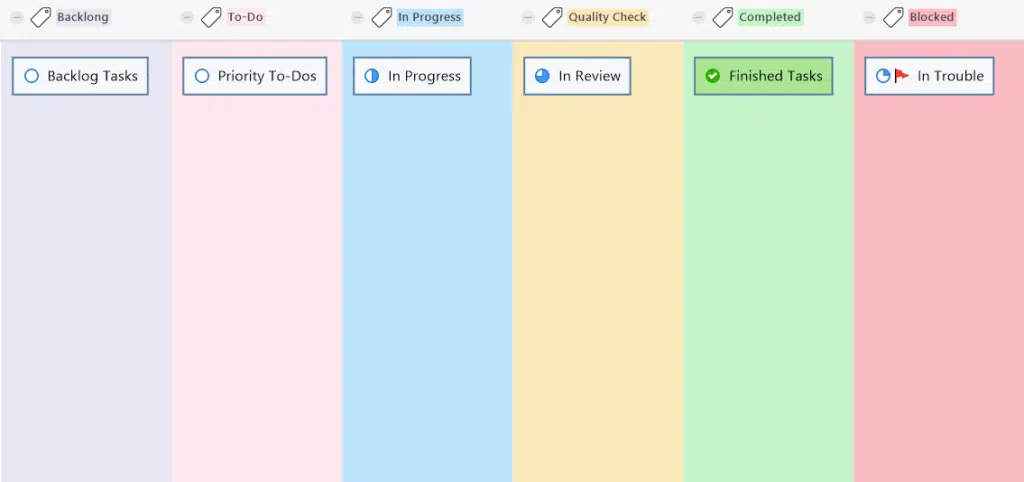 Backlong
To-Do
In Progress
Quality Check
Completed
Blocked
Backlog Tasks
Priority To-Dos
In Progress
In Review
Finished Tasks
In Trouble